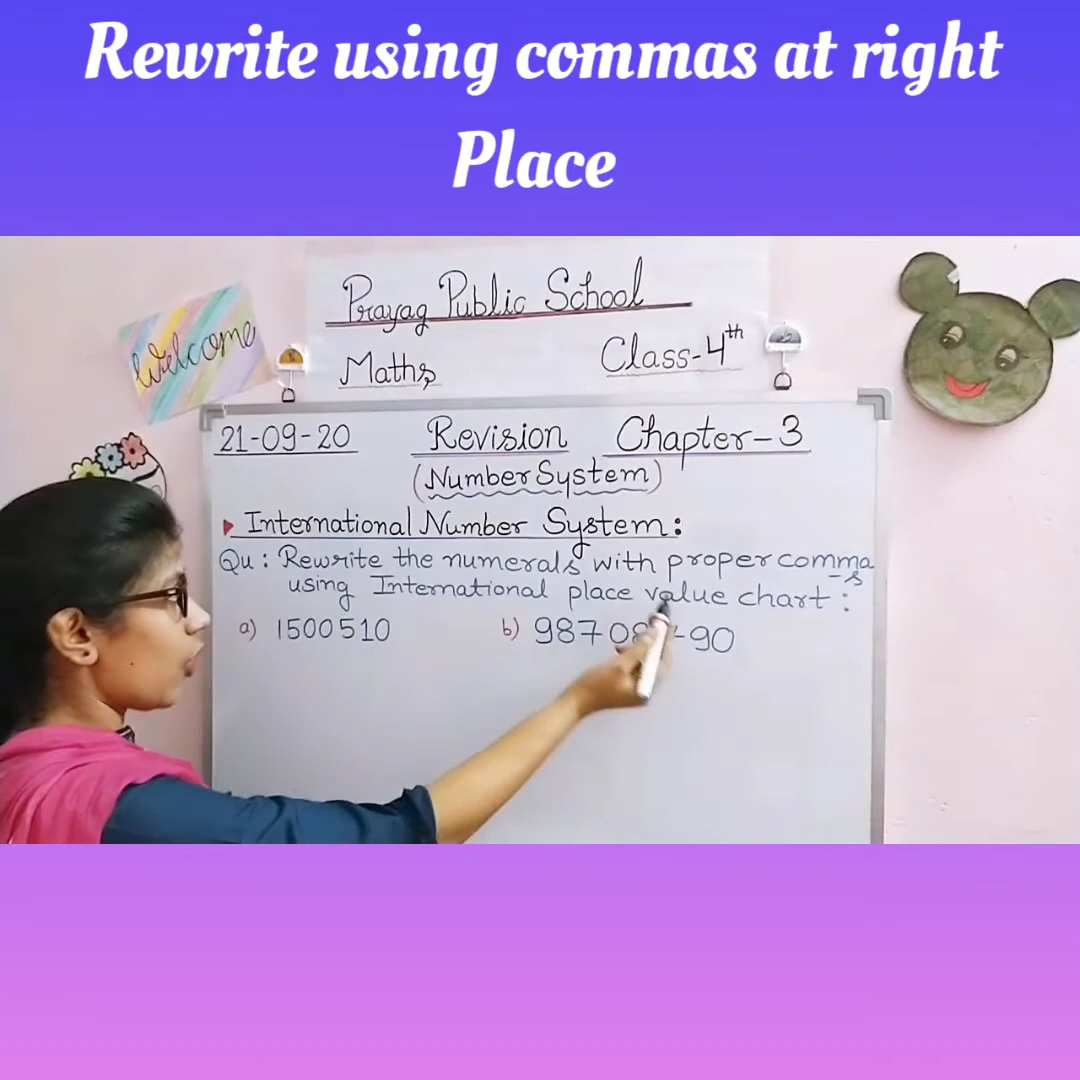 Rewrite using commas at right
Place
Welcome
Prayag Public School
Maths
Class-4th
21-09-20 Revision Chapter-3
(Number System)
International Number System:
Qu: Rewrite the numerals with proper comma
-s
using International place value chart:
a) 1500510 b)